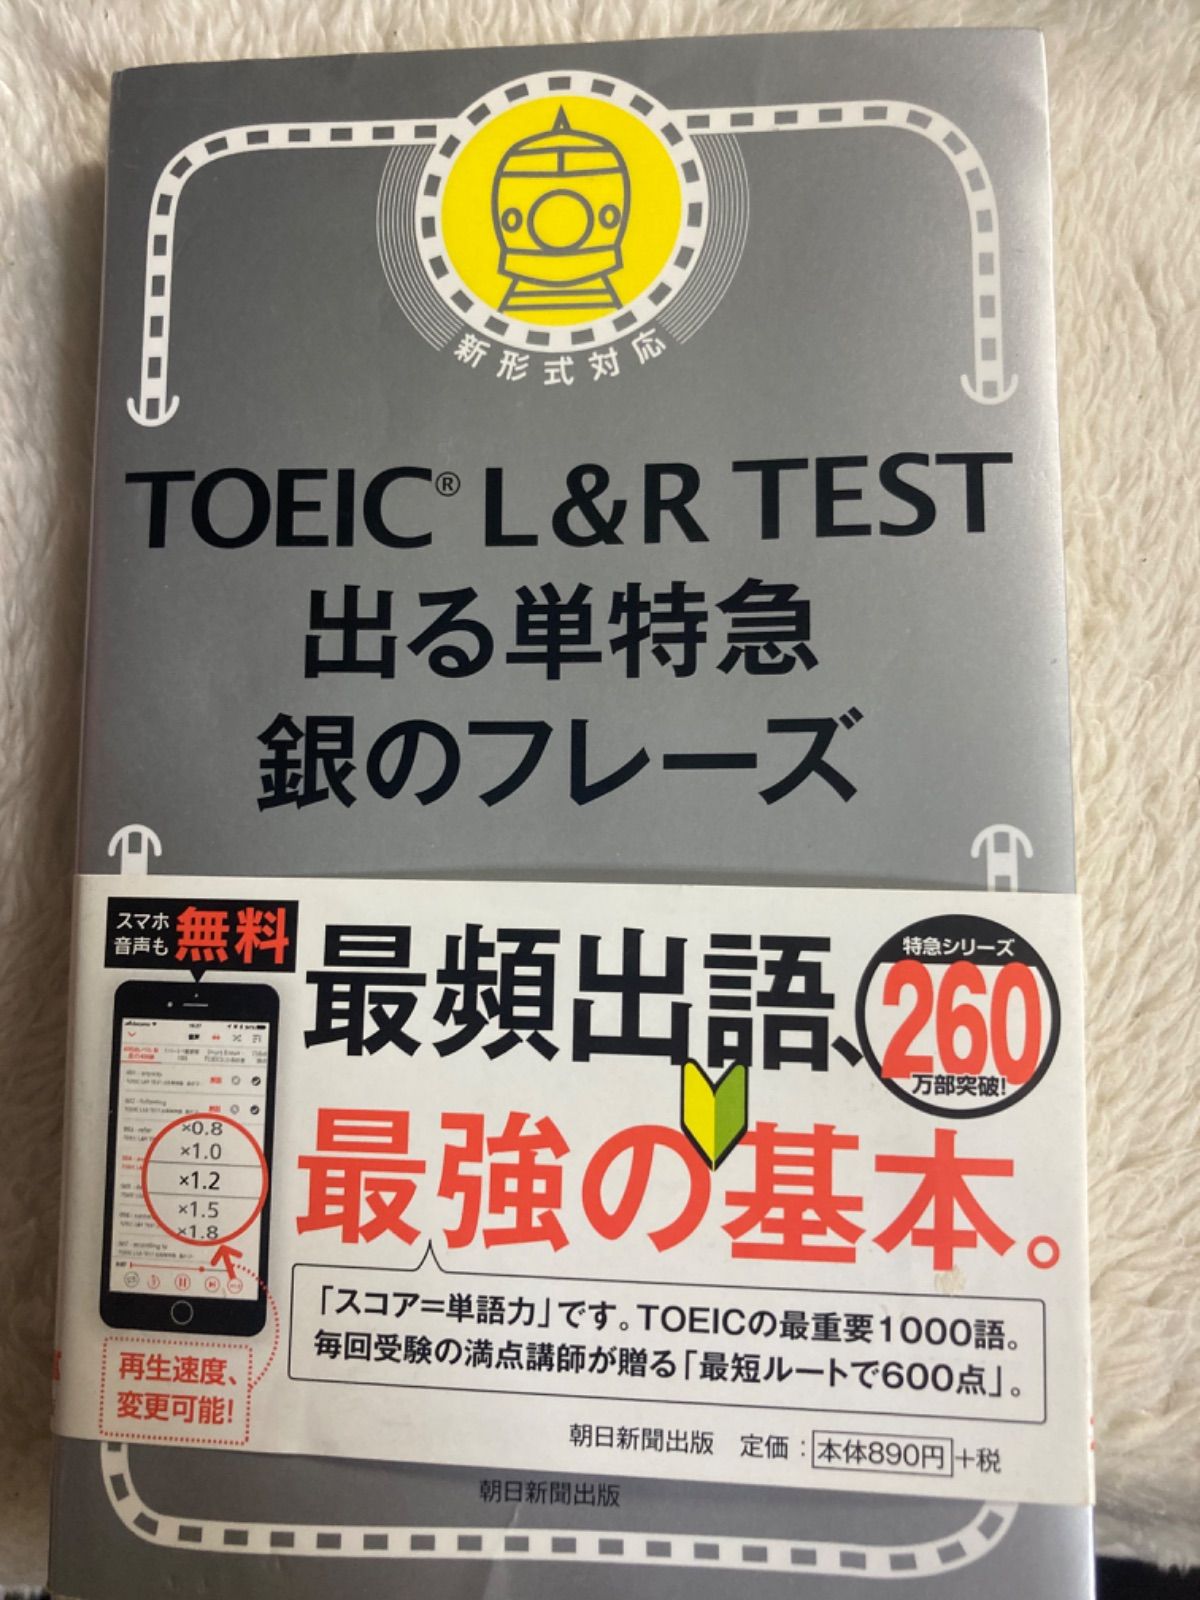 新形式対応
TOEIC® L&R TEST
出る単特急
銀のフレーズ
スマホ
音声も
無料
最頻出語、
最強の基本。
特急シリーズ
260
万部突破!
×0.8
×1.0
×1.2
×1.5
×1.8
再生速度、
変更可能!
「スコア=単語力」です。TOEICの最重要1000語。
毎回受験の満点講師が贈る「最短ルートで600点」。
朝日新聞出版 定価:本体890円+税
朝日新聞出版